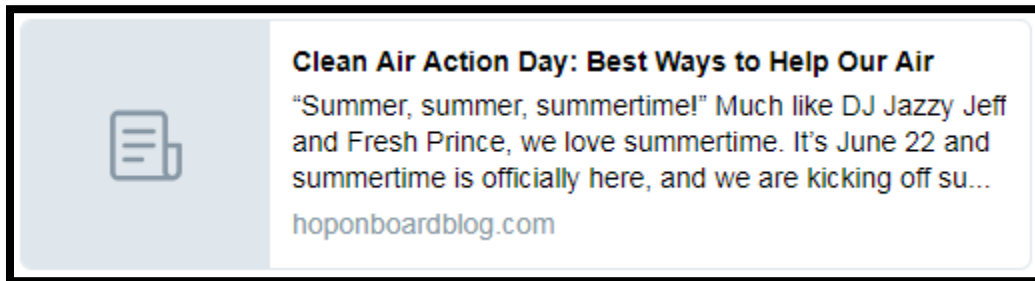 Clean Air Action Day: Best Ways to Help Our Air
“Summer, summer, summertime!” Much like DJ Jazzy Jeff
and Fresh Prince, we love summertime. It’s June 22 and
summertime is officially here, and we are kicking off su...
hoponboardblog.com